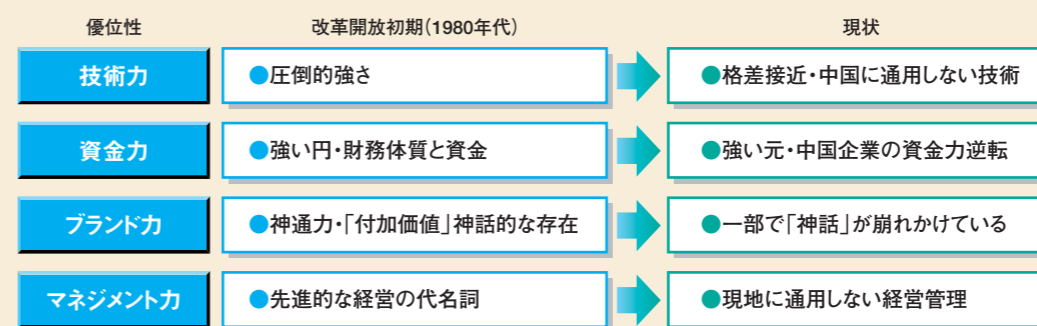 優位性 改革開放初期(1980年代) 現状
技術力 ●圧倒的強さ ●格差接近・中国に通用しない技術
資金力 ●強い円・財務体質と資金 ●強い元・中国企業の資金力逆転
ブランド力 ●神通力・「付加価値」神話的な存在 ●一部で「神話」が崩れかけている
マネジメント力 ●先進的な経営の代名詞 ●現地に通用しない経営管理